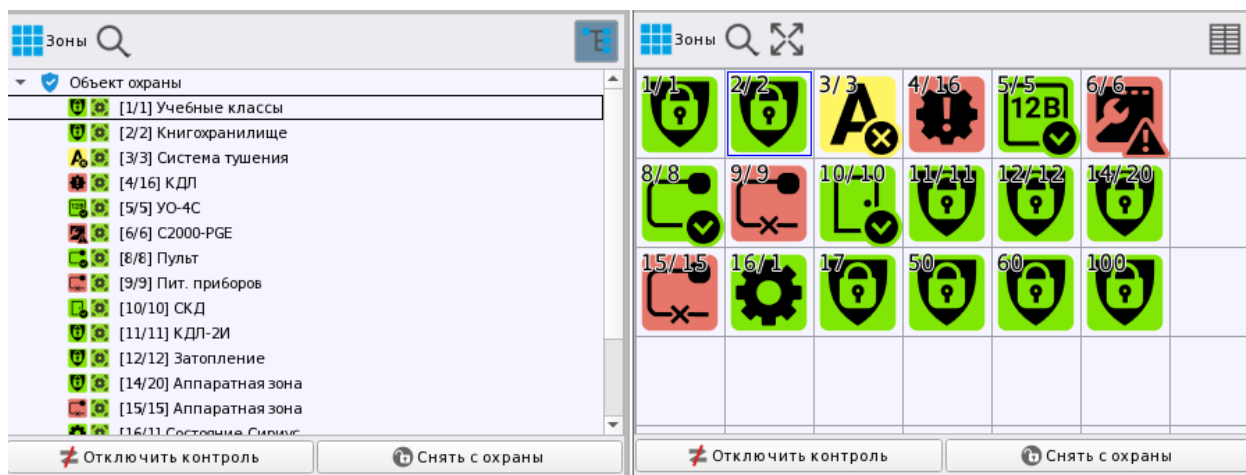 Зоны
Объект охраны
[1/1] Учебные классы
[2/2] Книгохранилище
[3/3] Система тушения
[4/16] КДЛ
[5/5] УО-4С
[6/6] С2000-PGE
[8/8] Пульт
[9/9] Пит. приборов
[10/10] СКД
[11/11] КДЛ-2И
[12/12] Затопление
[14/20] Аппаратная зона
[15/15] Аппаратная зона
[16/1] Состояние Сириус
Отключить контроль
Снять с охраны
Зоны
1/1 2/2 3/3 4/16 5/5 6/6
A 12В
8/8 9/9 10/10 11/11 12/12 14/20
15/15 16/1 17 50 60 100
Отключить контроль
Снять с охраны